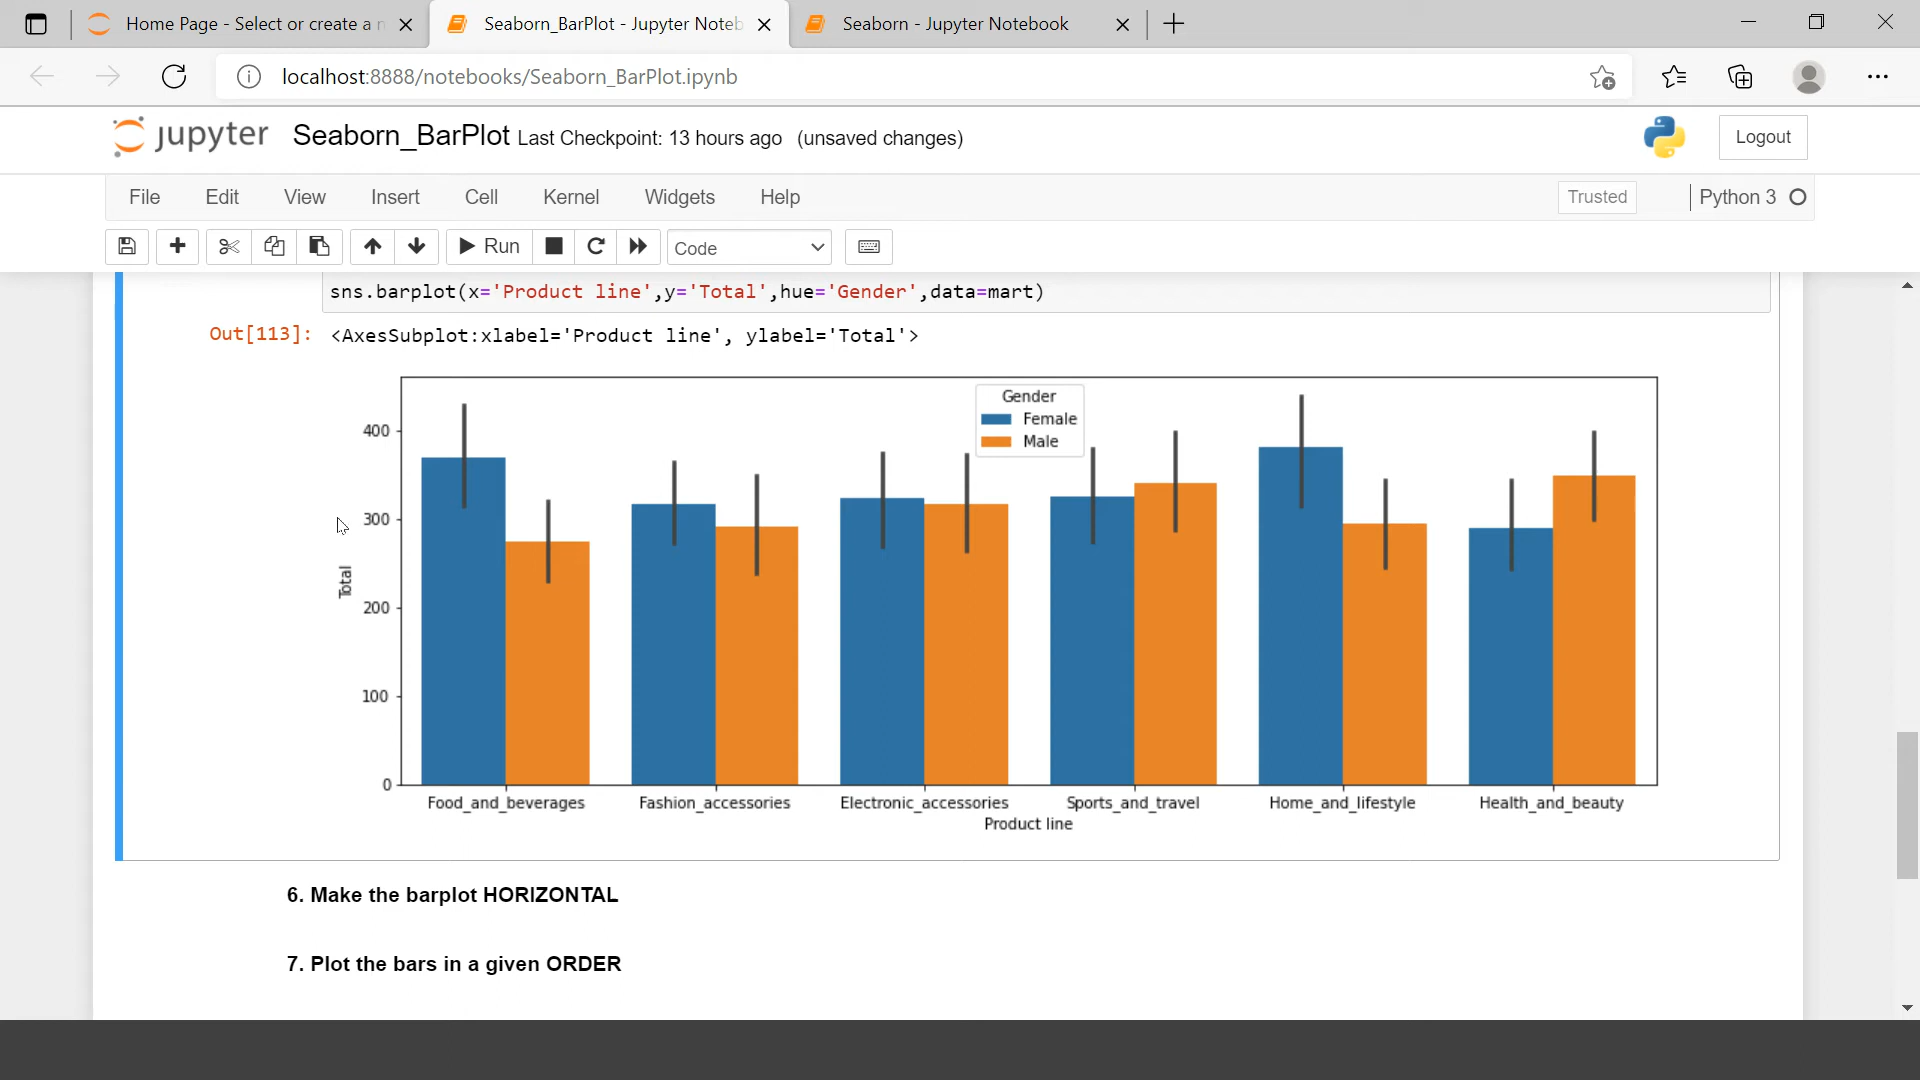 Home Page - Select or create a n
Seaborn_BarPlot - Jupyter Noteb
Seaborn - Jupyter Notebook
localhost:8888/notebooks/Seaborn_BarPlot.ipynb
jupyter Seaborn_BarPlot Last Checkpoint: 13 hours ago (unsaved changes)
Logout
File Edit View Insert Cell Kernel Widgets Help
Trusted
Python 3
Run
Code
sns.barplot(x='Product line',y='Total',hue='Gender',data=mart)
Out[113]: <AxesSubplot:xlabel='Product line', ylabel='Total'>
Gender
Female
Male
400
300
200
100
0
Total
Food_and_beverages Fashion_accessories Electronic_accessories Sports_and_travel Home_and_lifestyle Health_and_beauty
Product line
6. Make the barplot HORIZONTAL
7. Plot the bars in a given ORDER